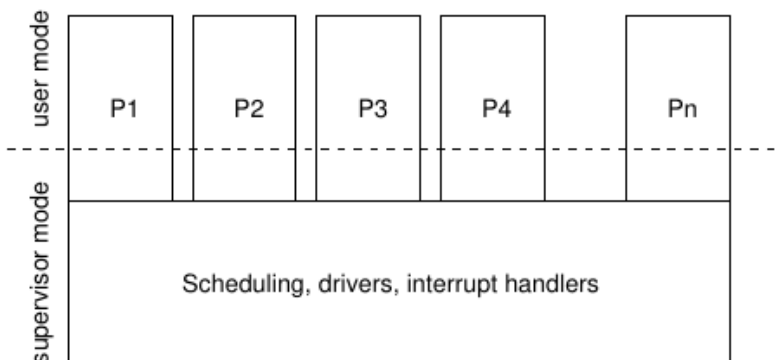 user mode
P1
P2
P3
P4
Pn
supervisor mode
Scheduling, drivers, interrupt handlers